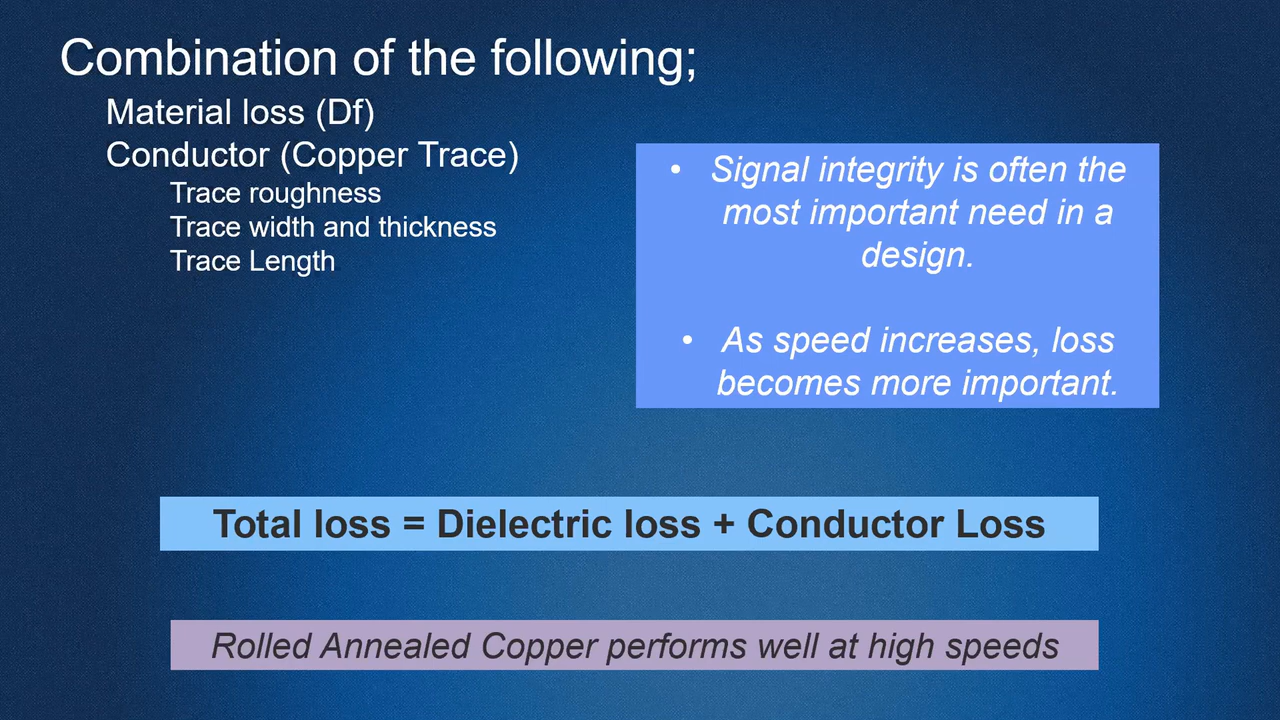 Combination of the following;
Material loss (Df)
Conductor (Copper Trace)
Trace roughness
Trace width and thickness
Trace Length
• Signal integrity is often the
most important need in a
design.
• As speed increases, loss
becomes more important.
Total loss = Dielectric loss + Conductor Loss
Rolled Annealed Copper performs well at high speeds